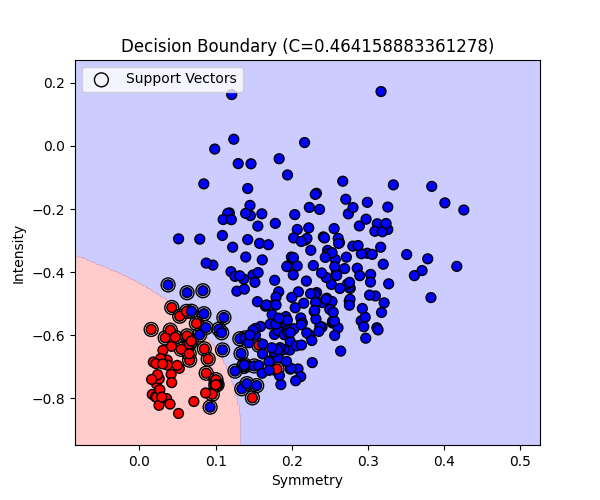 Decision Boundary (C=0.464158883361278)
Support Vectors
0.2
0.0
−0.2
−0.4
−0.6
−0.8
Intensity
0.0 0.1 0.2 0.3 0.4 0.5
Symmetry